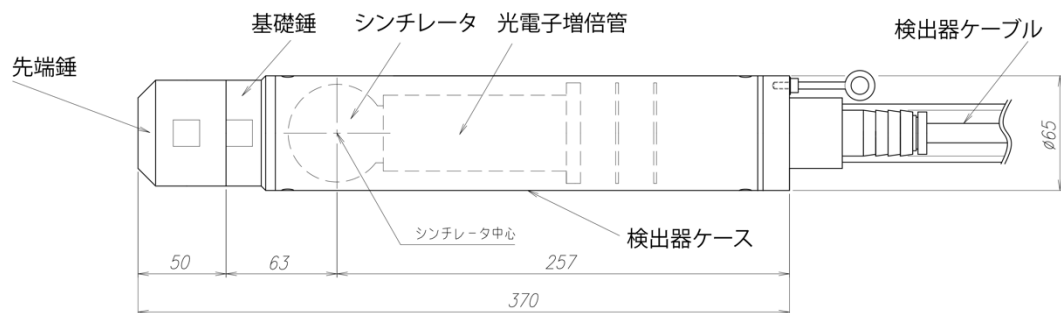 基礎錘
シンチレータ
光電子増倍管
検出器ケーブル
先端錘
ø65
シンチレータ中心
検出器ケース
50
63
257
370